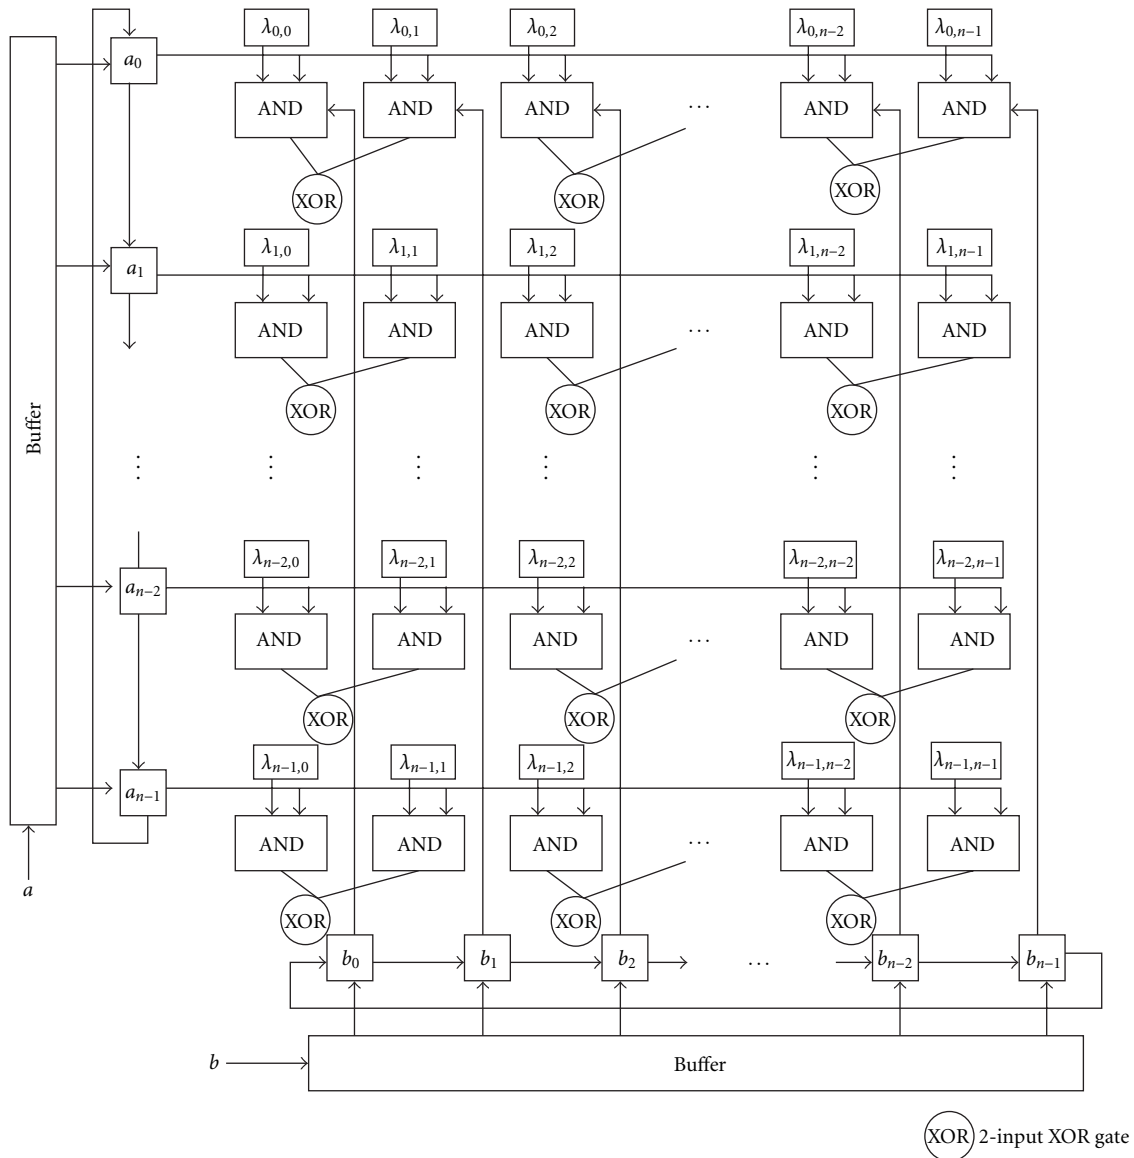 λ0,0 λ0,1 λ0,2 λ0,n−2 λ0,n−1
a0
AND AND AND ... AND AND
XOR XOR XOR
λ1,0 λ1,1 λ1,2 λ1,n−2 λ1,n−1
a1
AND AND AND ... AND AND
XOR XOR XOR
Buffer
⋮ ⋮ ⋮ ⋮ ⋮ ⋮
λn−2,0 λn−2,1 λn−2,2 λn−2,n−2 λn−2,n−1
an−2
AND AND AND ... AND AND
XOR XOR XOR
λn−1,0 λn−1,1 λn−1,2 λn−1,n−2 λn−1,n−1
an−1
AND AND AND ... AND AND
a
XOR XOR XOR
b0 b1 b2 ... bn−2 bn−1
b Buffer
XOR 2-input XOR gate